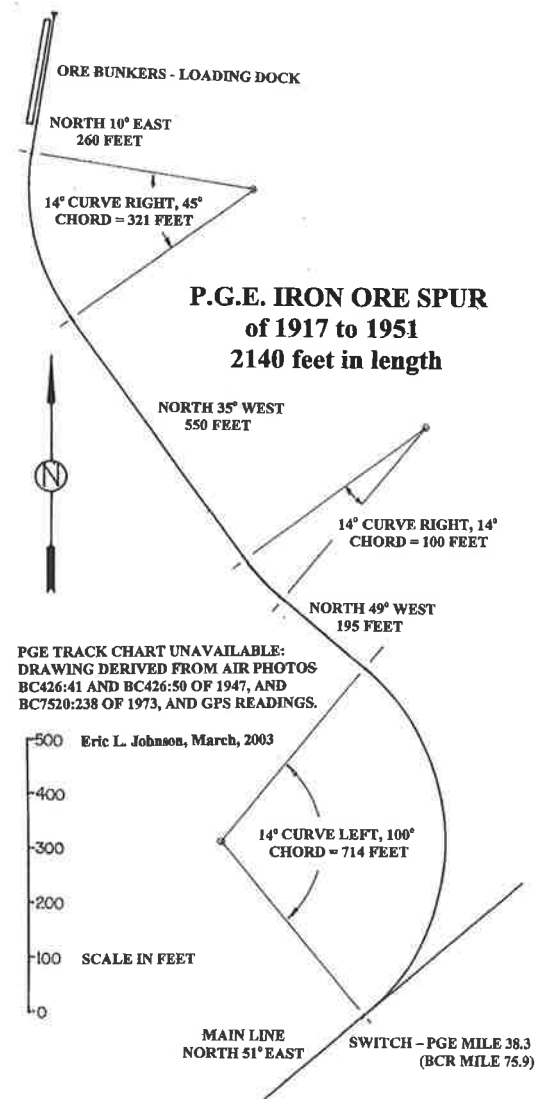 ORE BUNKERS - LOADING DOCK
NORTH 10° EAST
260 FEET
14° CURVE RIGHT, 45°
CHORD = 321 FEET
P.G.E. IRON ORE SPUR
of 1917 to 1951
2140 feet in length
NORTH 35° WEST
550 FEET
N
14° CURVE RIGHT, 14°
CHORD = 100 FEET
NORTH 49° WEST
195 FEET
PGE TRACK CHART UNAVAILABLE:
DRAWING DERIVED FROM AIR PHOTOS
BC426:41 AND BC426:50 OF 1947, AND
BC7520:238 OF 1973, AND GPS READINGS.
500 Eric L. Johnson, March, 2003
400
14° CURVE LEFT, 100°
CHORD = 714 FEET
300
200
100 SCALE IN FEET
0
MAIN LINE
NORTH 51° EAST
SWITCH – PGE MILE 38.3
(BCR MILE 75.9)